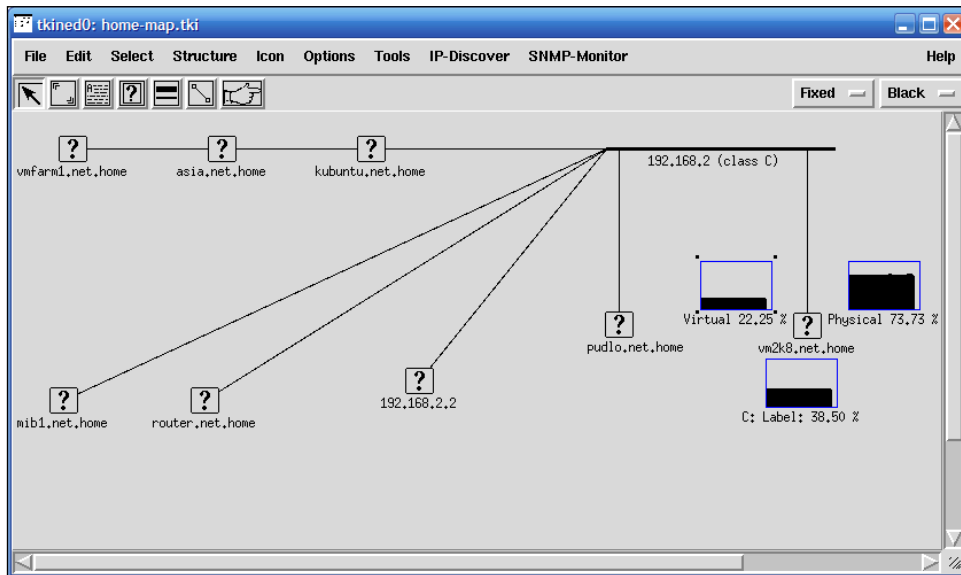 tkined0: home-map.tki
File Edit Select Structure Icon Options Tools IP-Discover SNMP-Monitor Help
Fixed Black
? ? ?
vmfarm1.net.home asia.net.home kubuntu.net.home
192.168.2 (class C)
Virtual 22.25 % Physical 73.73 %
? ?
pudlo.net.home vm2k8.net.home
? ? ?
mib1.net.home router.net.home 192.168.2.2
C: Label: 38.50 %